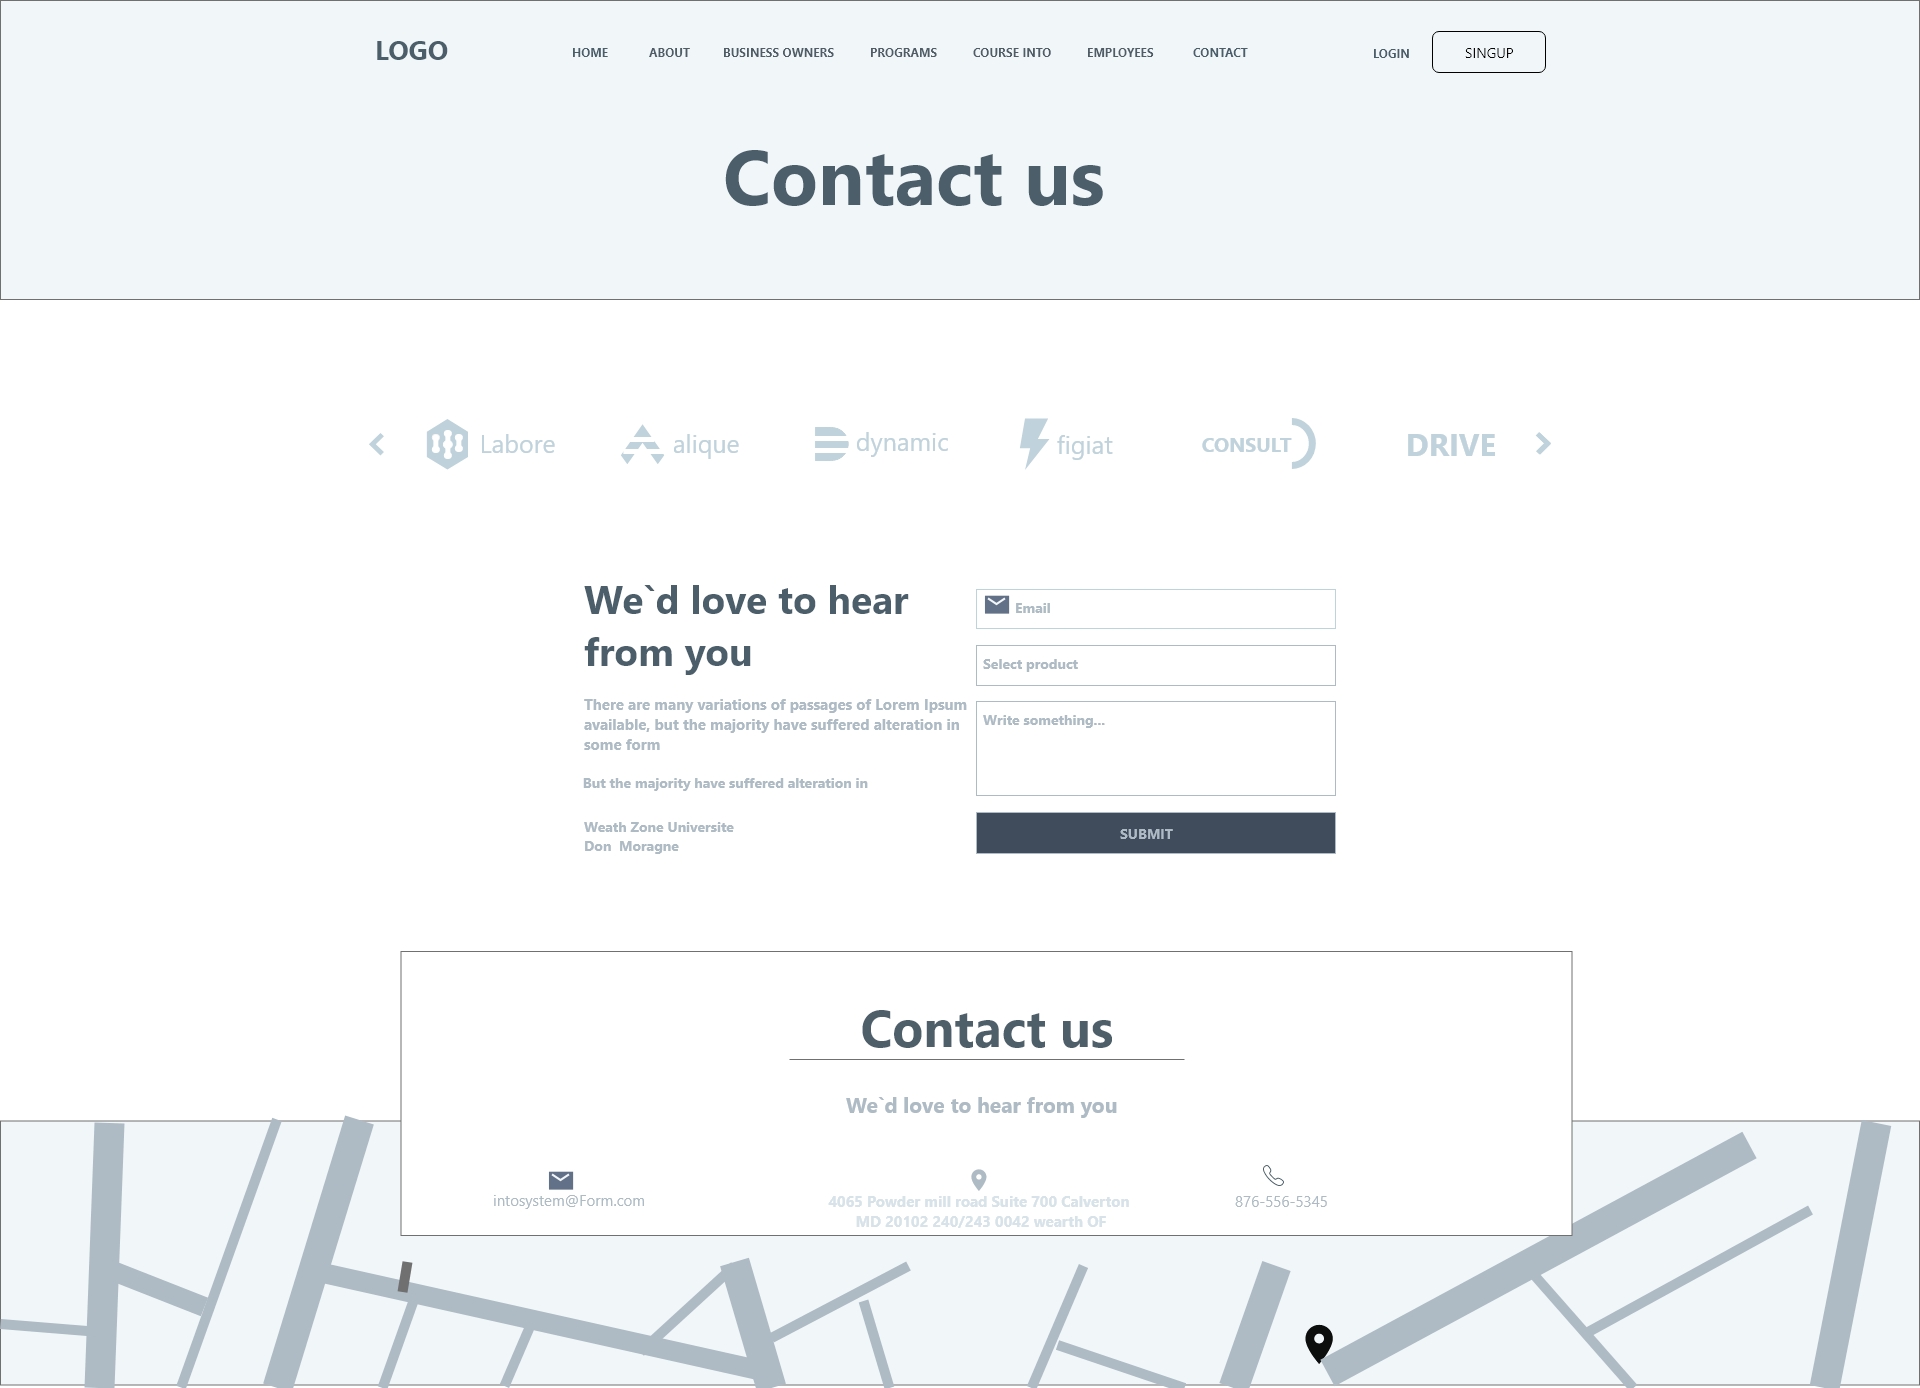 LOGO
HOME ABOUT BUSINESS OWNERS PROGRAMS COURSE INTO EMPLOYEES CONTACT
LOGIN SINGUP
Contact us
Labore alique dynamic figiat CONSULT DRIVE
We`d love to hear
from you
There are many variations of passages of Lorem Ipsum
available, but the majority have suffered alteration in
some form
But the majority have suffered alteration in
Weath Zone Universite
Don Moragne
Email
Select product
Write something...
SUBMIT
Contact us
We`d love to hear from you
intosystem@Form.com
4065 Powder mill road Suite 700 Calverton
MD 20102 240/243 0042 wearth OF
876-556-5345